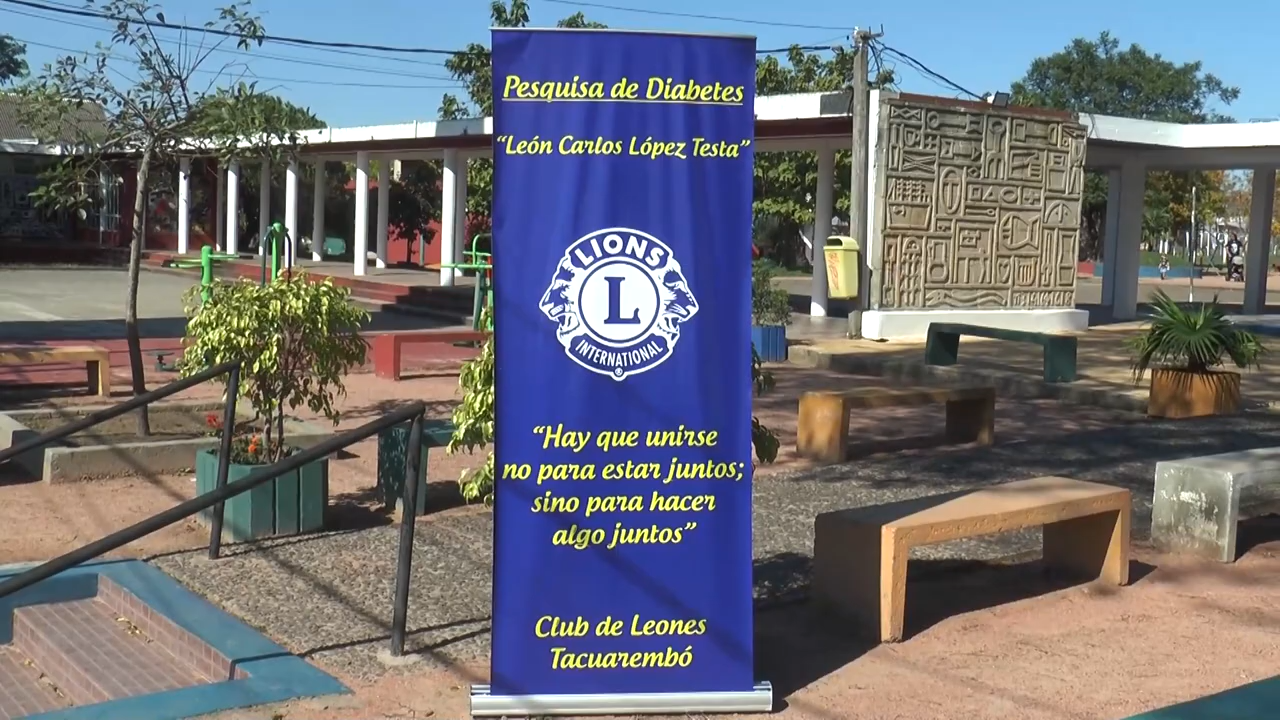 Pesquisa de Diabetes
“León Carlos López Testa”
LIONS
L
INTERNATIONAL
®
“Hay que unirse
no para estar juntos;
sino para hacer
algo juntos”
Club de Leones
Tacuarembó